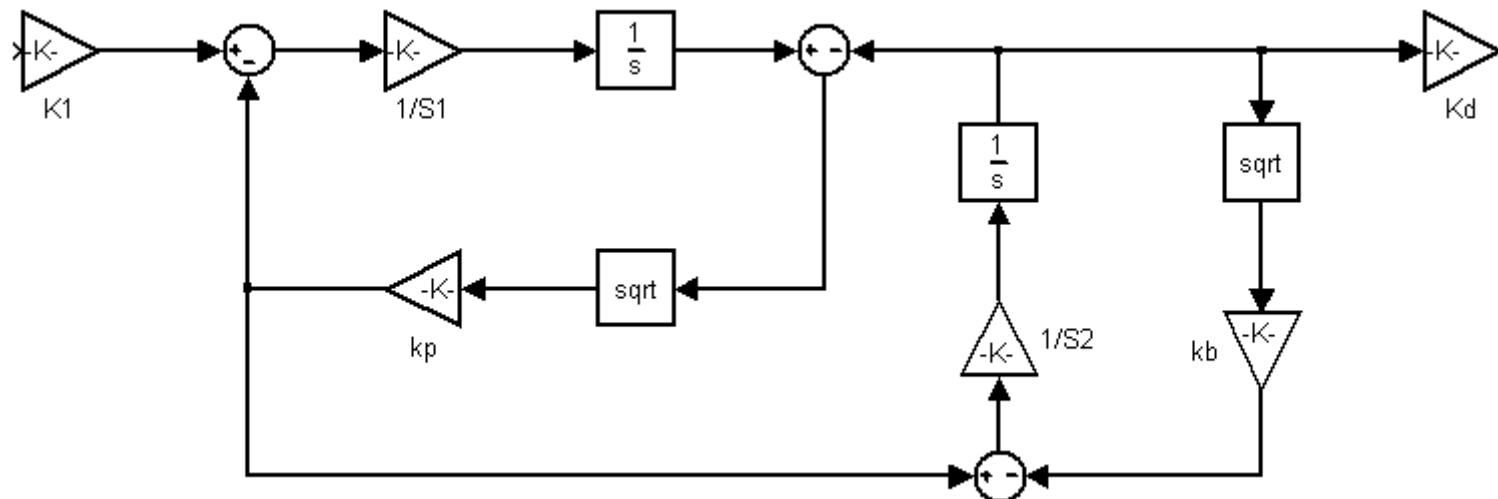 -K-
K1
+
-
-K-
1/S1
1
s
+ -
-K-
Kd
1
s
sqrt
-K-
kp
sqrt
-K-
1/S2
-K-
kb
+ -